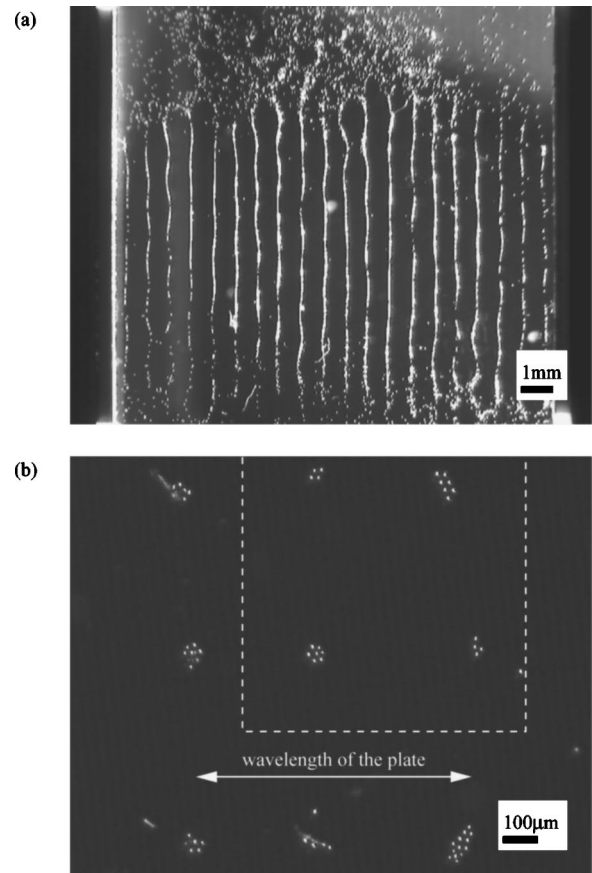 (a)
1mm
(b)
wavelength of the plate
100μm